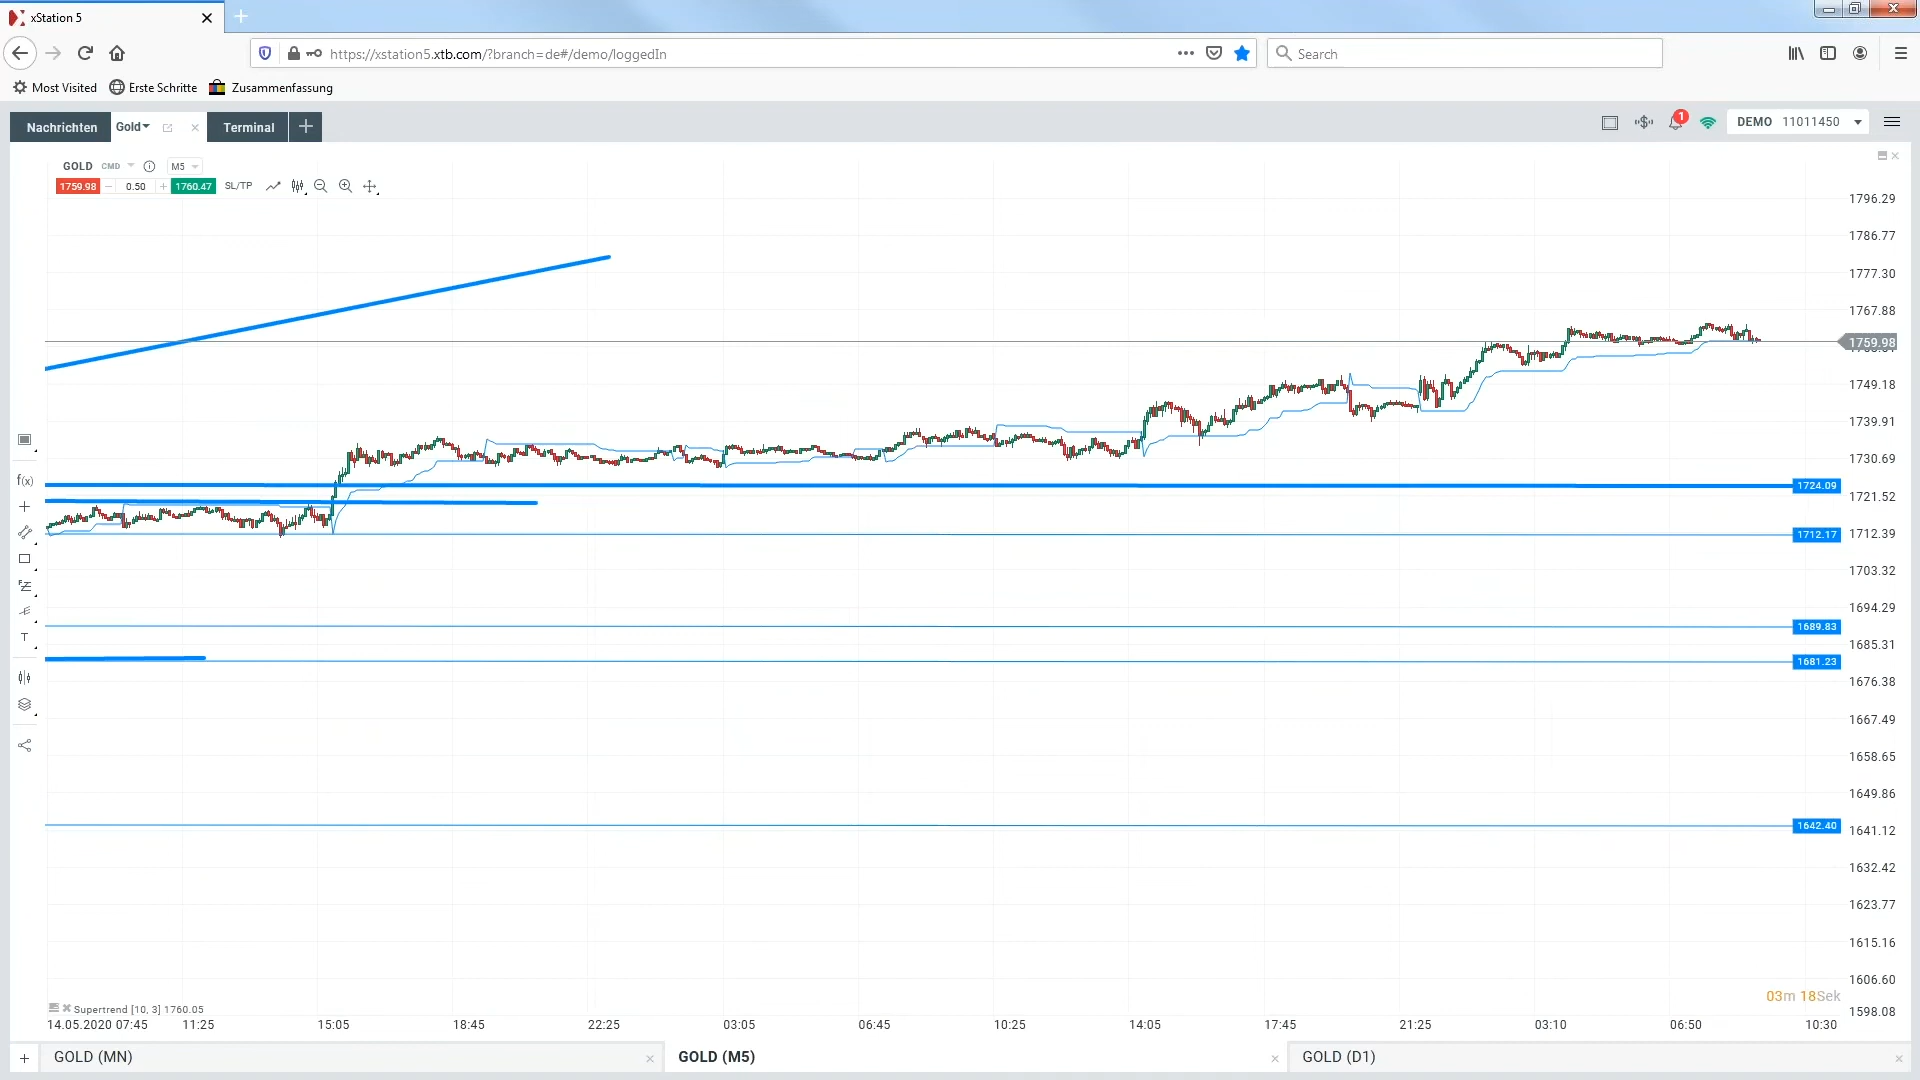 xStation 5
https://xstation5.xtb.com/?branch=de#/demo/loggedIn
Search
Most Visited Erste Schritte Zusammenfassung
Nachrichten Gold Terminal
1
DEMO 11011450
GOLD CMD M5
1759.98 0.50 1760.47 SL/TP
1796.29
1786.77
1777.30
1767.88
1759.98
1749.18
1739.91
1730.69
1724.09
1721.52
1712.17 1712.39
1703.32
1694.29
1689.83
1685.31
1681.23
1676.38
1667.49
1658.65
1649.86
1642.40
1641.12
1632.42
1623.77
1615.16
1606.60
1598.08
f(x)
T
03m 18Sek
Supertrend [10, 3] 1760.05
14.05.2020 07:45 11:25 15:05 18:45 22:25 03:05 06:45 10:25 14:05 17:45 21:25 03:10 06:50 10:30
GOLD (MN) GOLD (M5) GOLD (D1)